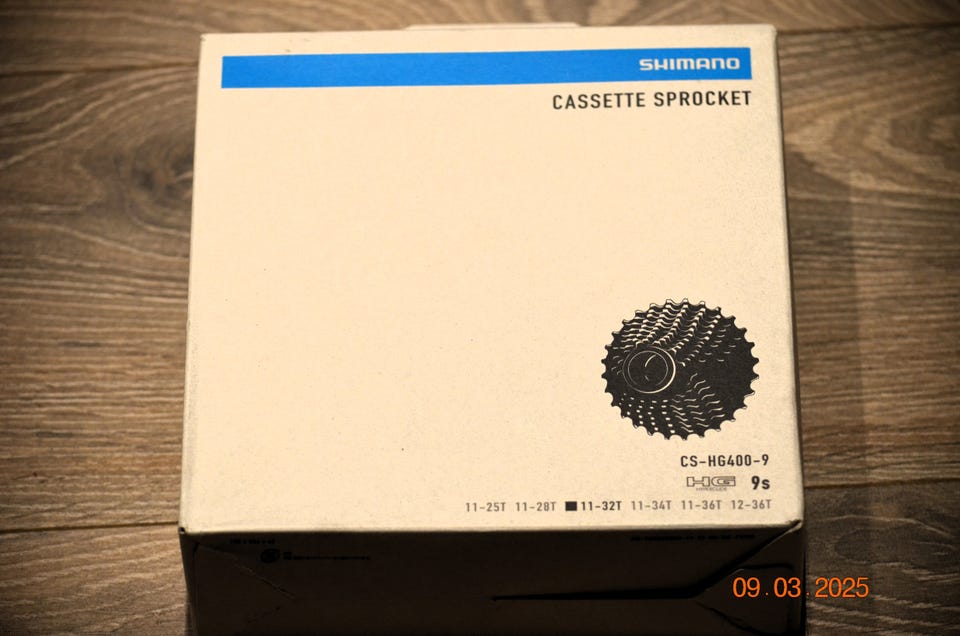 SHIMANO
CASSETTE SPROCKET
CS-HG400-9
HG 9s
HYPERGLIDE
11-25T 11-28T ■11-32T 11-34T 11-36T 12-36T
09.03.2025